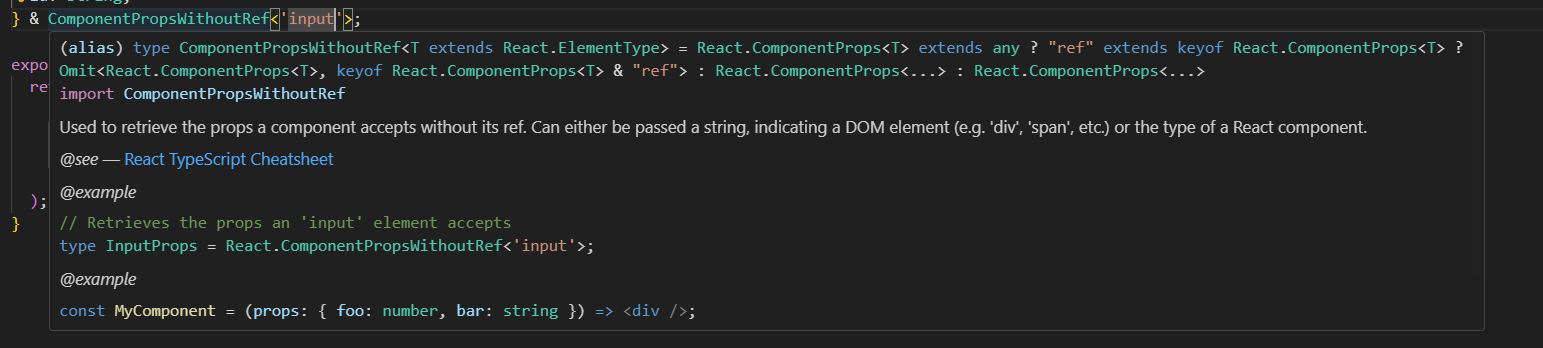 } & ComponentPropsWithoutRef<'input'>;
(alias) type ComponentPropsWithoutRef<T extends React.ElementType> = React.ComponentProps<T> extends any ? "ref" extends keyof React.ComponentProps<T> ?
expo
Omit<React.ComponentProps<T>, keyof React.ComponentProps<T> & "ref"> : React.ComponentProps<...> : React.ComponentProps<...>
re
import ComponentPropsWithoutRef
Used to retrieve the props a component accepts without its ref. Can either be passed a string, indicating a DOM element (e.g. 'div', 'span', etc.) or the type of a React component.
@see — React TypeScript Cheatsheet
@example
);
}
// Retrieves the props an 'input' element accepts
type InputProps = React.ComponentPropsWithoutRef<'input'>;
@example
const MyComponent = (props: { foo: number, bar: string }) => <div />;